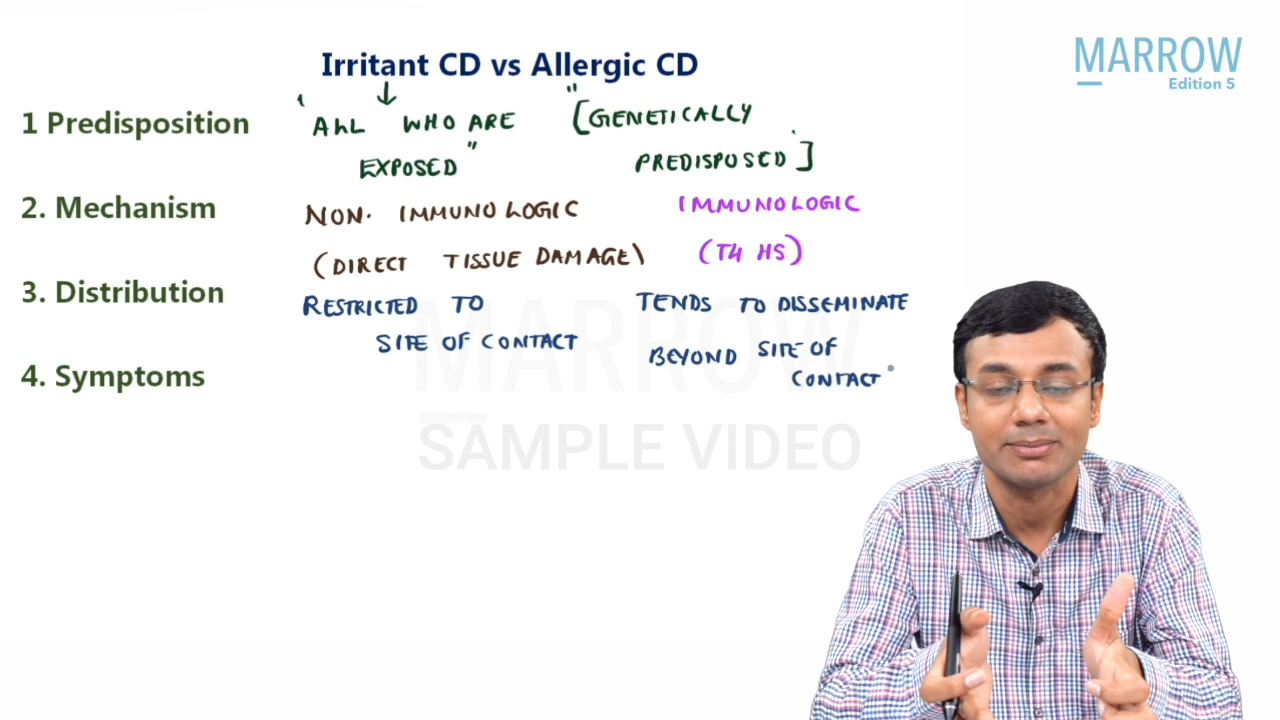 MARROW
Edition 5
Irritant CD vs Allergic CD
1 Predisposition
"ALL WHO ARE
EXPOSED"
"[GENETICALLY
PREDISPOSED]
2. Mechanism
NON. IMMUNOLOGIC
(DIRECT TISSUE DAMAGE)
IMMUNOLOGIC
(T4 HS)
3. Distribution
RESTRICTED TO
SITE OF CONTACT
TENDS TO DISSEMINATE
BEYOND SITE OF
CONTACT
4. Symptoms
MARROW
SAMPLE VIDEO